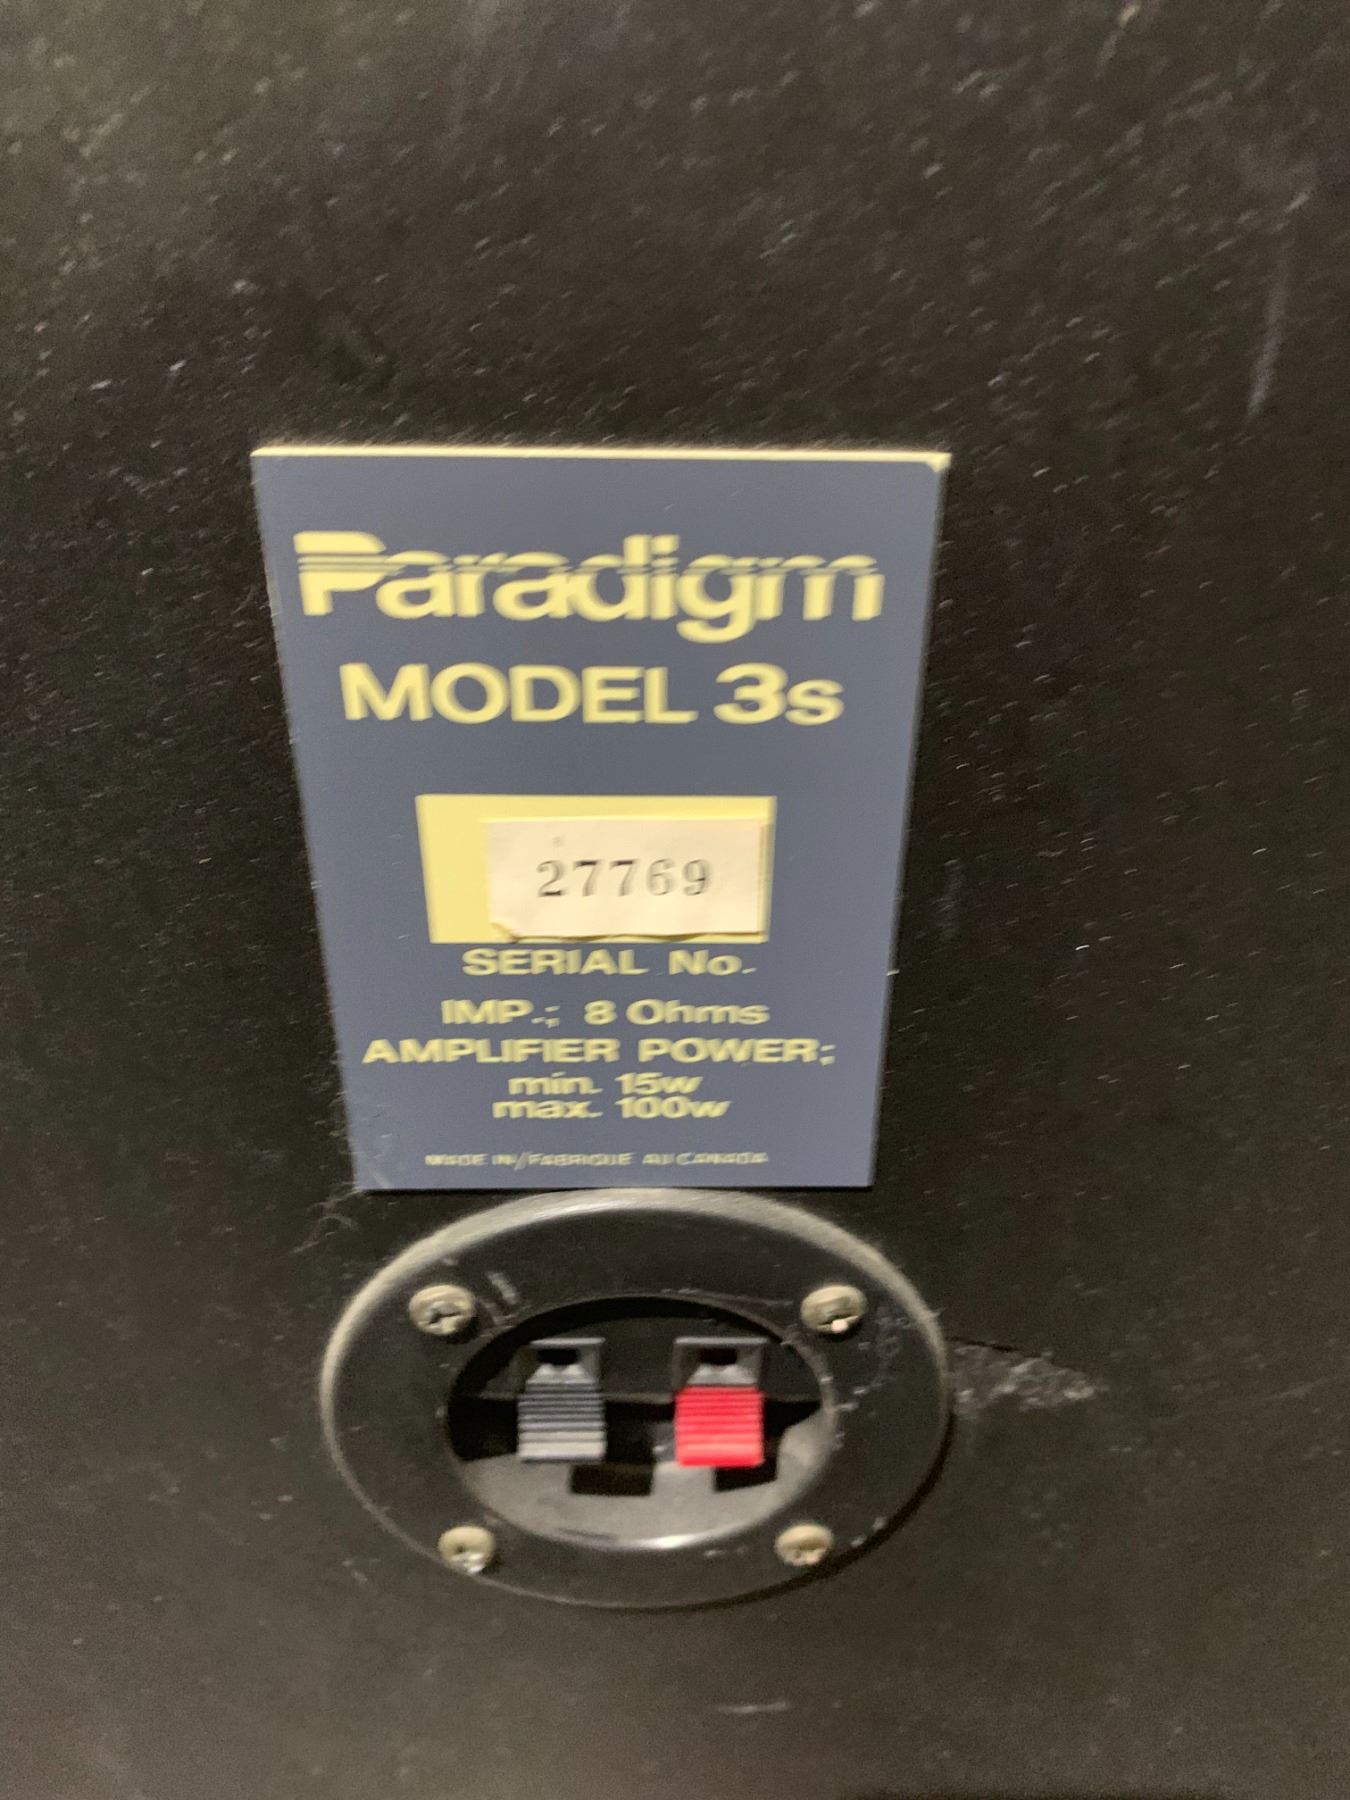 Paradigm
MODEL 3s
27769
SERIAL No.
IMP.; 8 Ohms
AMPLIFIER POWER;
min. 15w
max. 100w
MADE IN/FABRIQUE AU CANADA